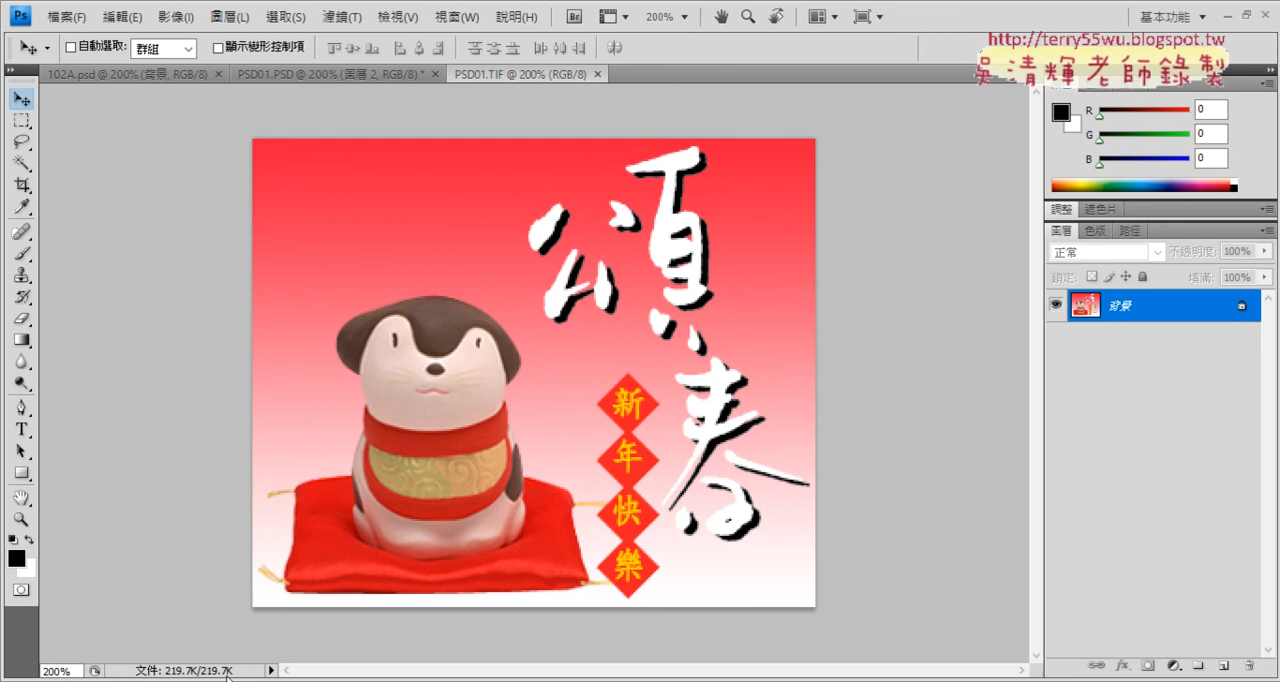 Ps 檔案(F) 編輯(E) 影像(I) 圖層(L) 選取(S) 濾鏡(T) 檢視(V) 視窗(W) 說明(H) Br 200% 基本功能
自動選取: 群組 顯示變形控制項
http://terry55wu.blogspot.tw
吳清輝老師錄製
102A.psd @ 200% (背景, RGB/8) PSD01.PSD @ 200% (圖層 2, RGB/8) * PSD01.TIF @ 200% (RGB/8)
R 0
G 0
B 0
調整 遮色片
圖層 色版 路徑
正常 不透明度: 100%
鎖定: 填滿: 100%
背景
頌春
新
年
快
樂
200% 文件: 219.7K/219.7K